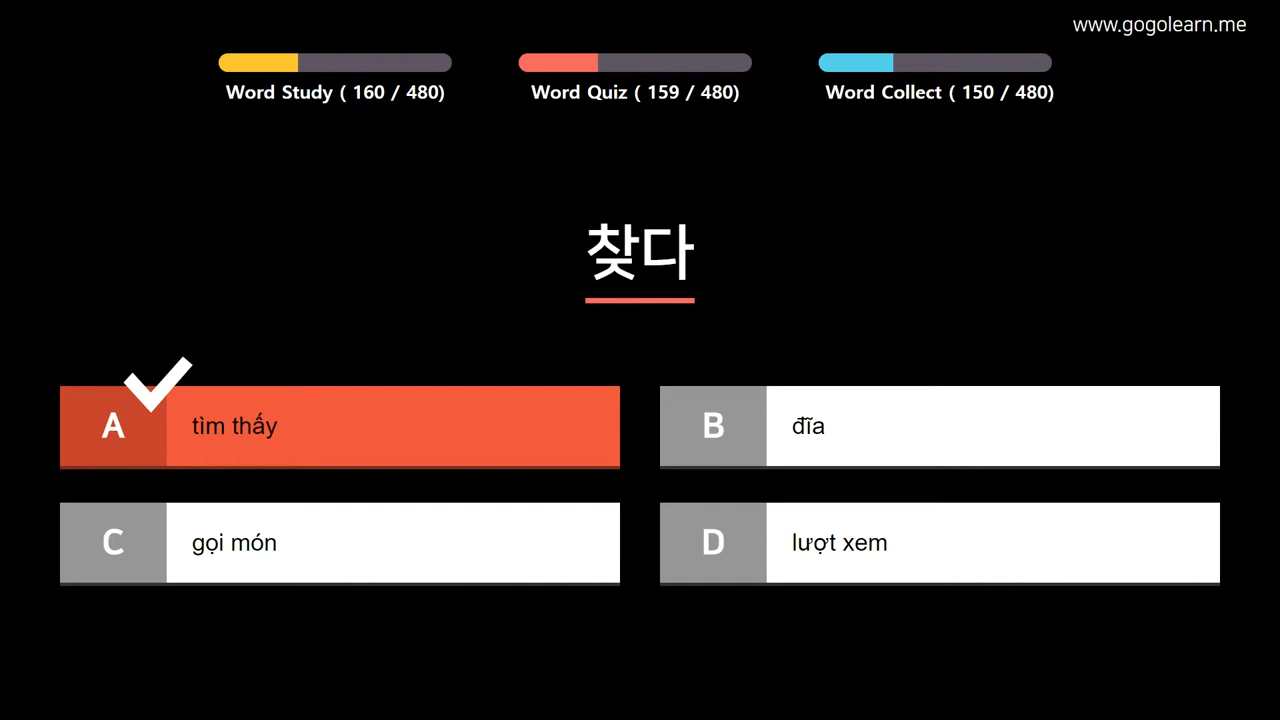 www.gogolearn.me
Word Study ( 160 / 480)
Word Quiz ( 159 / 480)
Word Collect ( 150 / 480)
찾다
A tìm thấy
B đĩa
C gọi món
D lượt xem